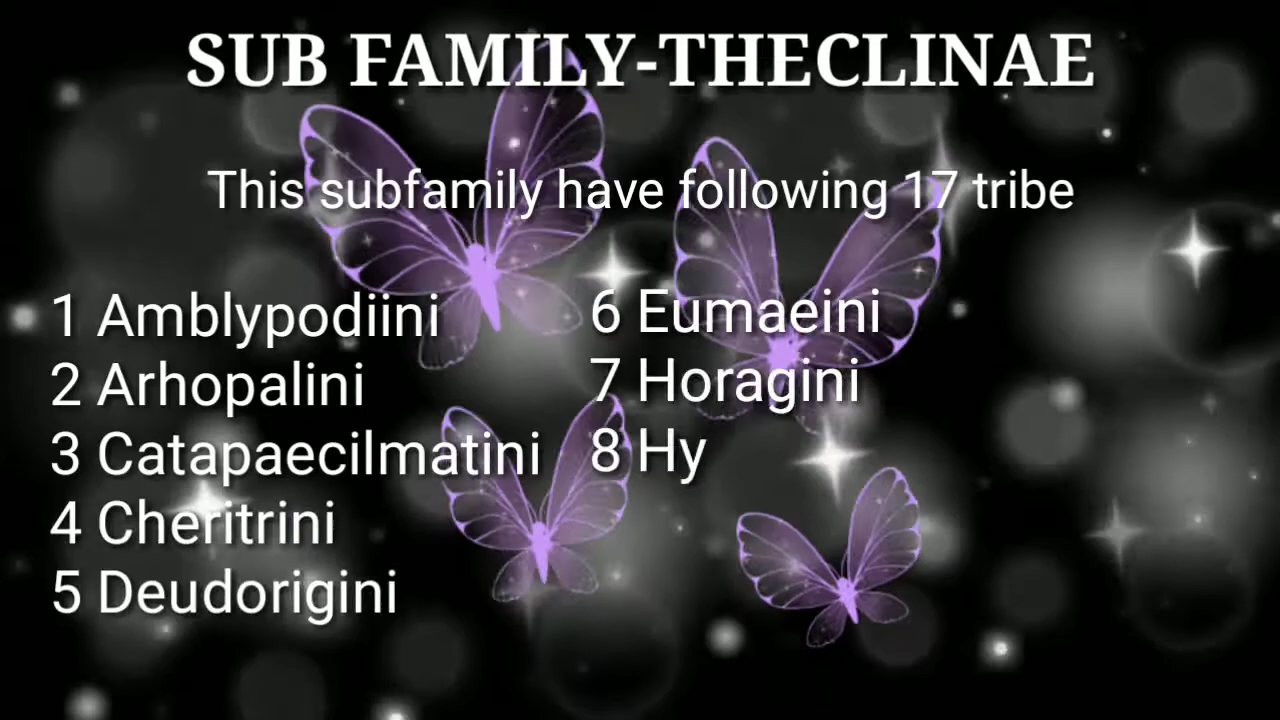 SUB FAMILY-THECLINAE
This subfamily have following 17 tribe
1 Amblypodiini
2 Arhopalini
3 Catapaecilmatini
4 Cheritrini
5 Deudorigini
6 Eumaeini
7 Horagini
8 Hy